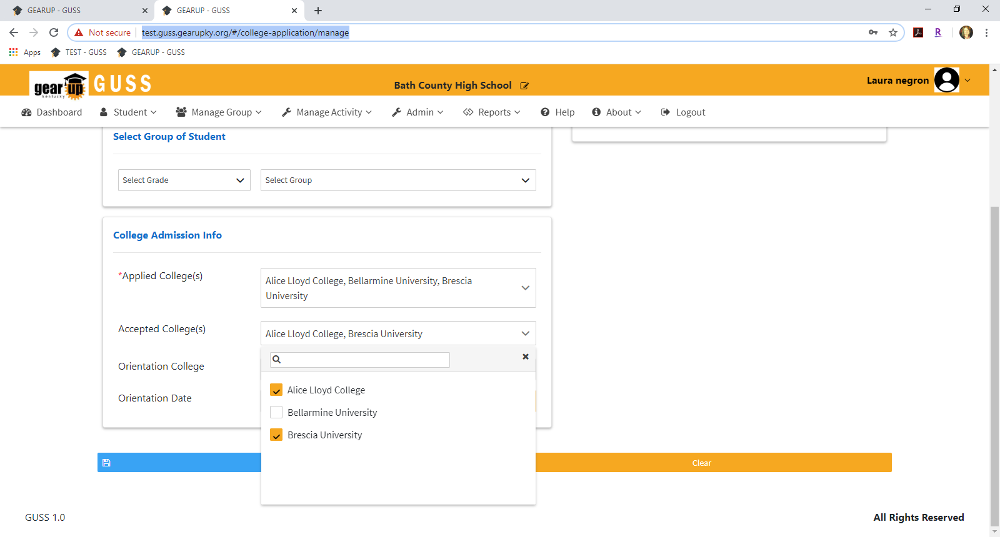 GEARUP - GUSS
GEARUP - GUSS
Not secure
test.guss.gearupky.org/#/college-application/manage
Apps
TEST - GUSS
GEARUP - GUSS
gear up
kentucky
GUSS
Bath County High School
Laura negron
Dashboard
Student
Manage Group
Manage Activity
Admin
Reports
Help
About
Logout
Select Group of Student
Select Grade
Select Group
College Admission Info
*Applied College(s)
Alice Lloyd College, Bellarmine University, Brescia
University
Accepted College(s)
Alice Lloyd College, Brescia University
Orientation College
Alice Lloyd College
Orientation Date
Bellarmine University
Brescia University
Clear
GUSS 1.0
All Rights Reserved